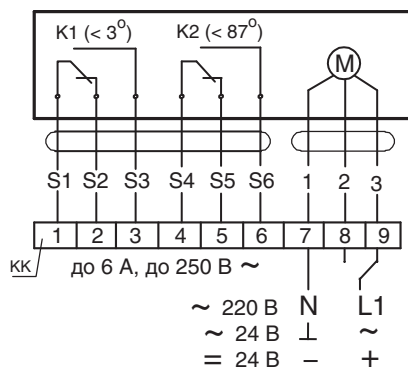 K1 (< 3°) K2 (< 87°)
M
S1 S2 S3 S4 S5 S6 1 2 3
1 2 3 4 5 6 7 8 9
КК до 6 А, до 250 В ~
~ 220 В N L1
~ 24 В ⊥ ~
= 24 В – +